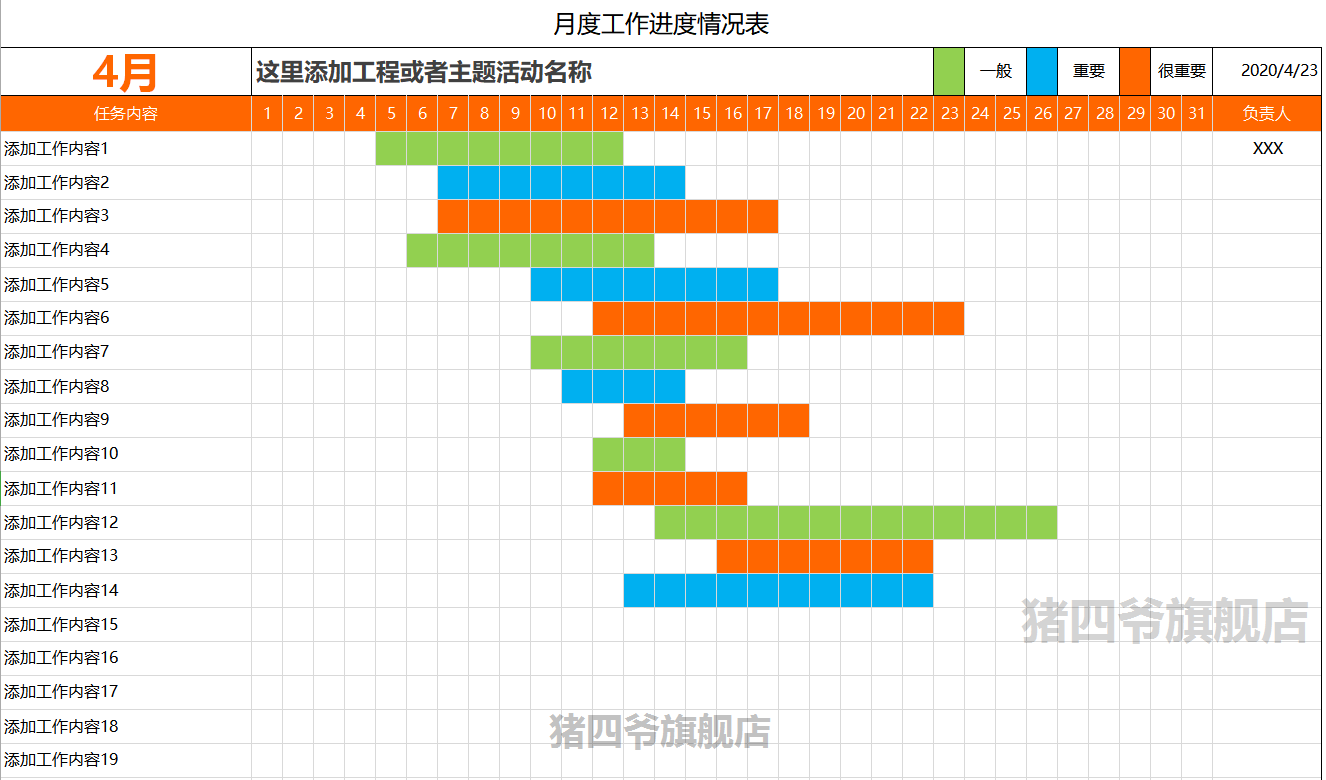 月度工作进度情况表
4月 这里添加工程或者主题活动名称 一般 重要 很重要 2020/4/23
任务内容 1 2 3 4 5 6 7 8 9 10 11 12 13 14 15 16 17 18 19 20 21 22 23 24 25 26 27 28 29 30 31 负责人
添加工作内容1 XXX
添加工作内容2
添加工作内容3
添加工作内容4
添加工作内容5
添加工作内容6
添加工作内容7
添加工作内容8
添加工作内容9
添加工作内容10
添加工作内容11
添加工作内容12
添加工作内容13
添加工作内容14
添加工作内容15
猪四爷旗舰店
添加工作内容16
添加工作内容17
添加工作内容18
猪四爷旗舰店
添加工作内容19